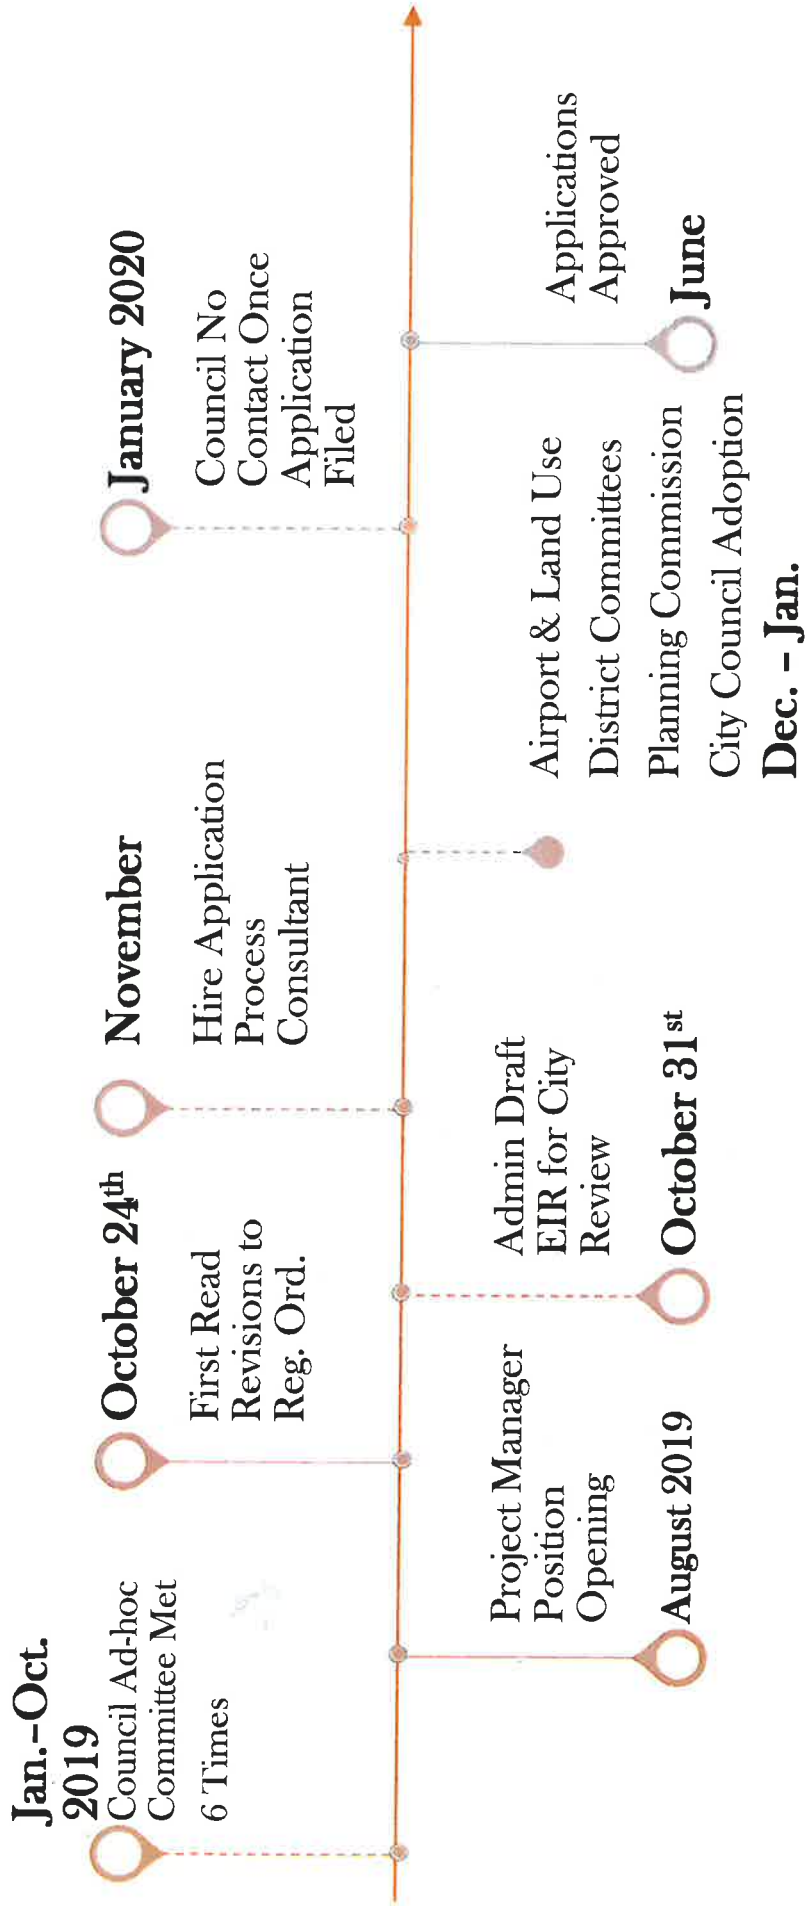 Jan.–Oct.
2019
Council Ad-hoc
Committee Met
6 Times
August 2019
Project Manager
Position
Opening
October 24th
First Read
Revisions to
Reg. Ord.
October 31st
Admin Draft
EIR for City
Review
November
Hire Application
Process
Consultant
Airport & Land Use
District Committees
Planning Commission
City Council Adoption
Dec. – Jan.
January 2020
Council No
Contact Once
Application
Filed
June
Applications
Approved